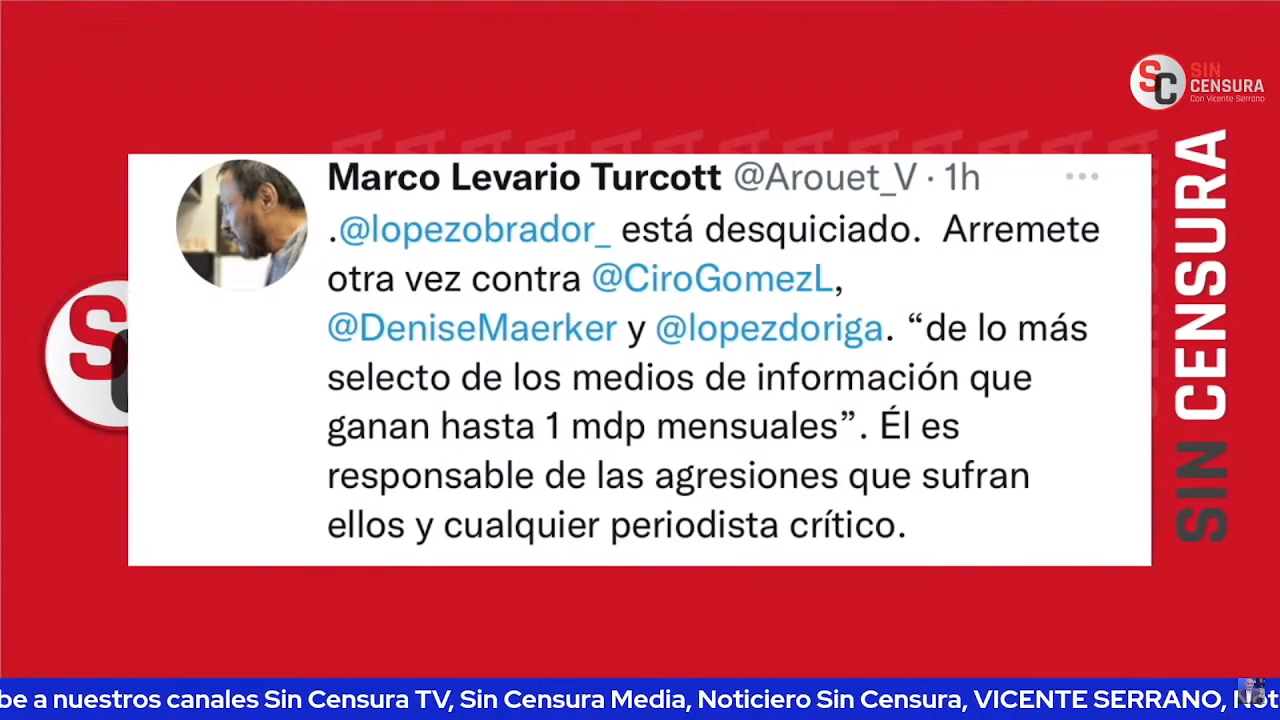 SC
SIN
CENSURA
Con Vicente Serrano
Marco Levario Turcott @Arouet_V · 1h
.@lopezobrador_ está desquiciado.  Arremete
otra vez contra @CiroGomezL,
@DeniseMaerker y @lopezdoriga. “de lo más
selecto de los medios de información que
ganan hasta 1 mdp mensuales”. Él es
responsable de las agresiones que sufran
ellos y cualquier periodista crítico.
SIN CENSURA
S
be a nuestros canales Sin Censura TV, Sin Censura Media, Noticiero Sin Censura, VICENTE SERRANO, Not